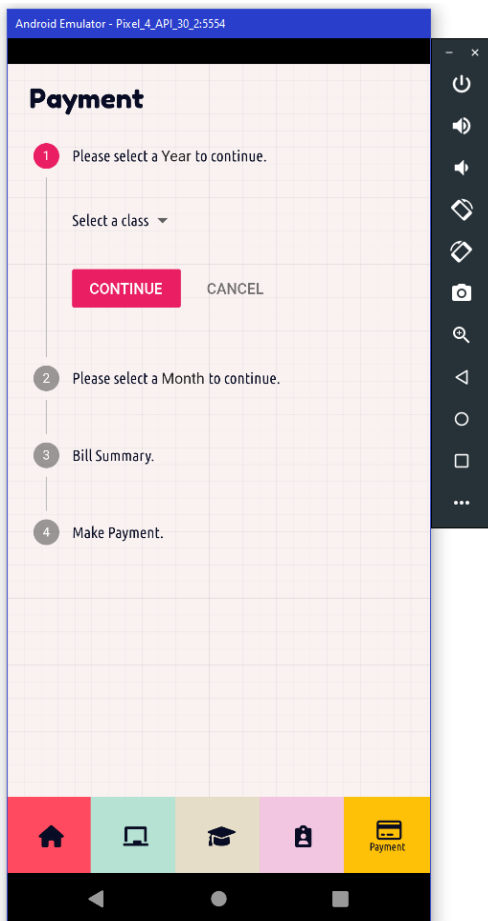 Android Emulator - Pixel_4_API_30_2:5554
Payment
1 Please select a Year to continue.
Select a class
CONTINUE CANCEL
2 Please select a Month to continue.
3 Bill Summary.
4 Make Payment.
Payment